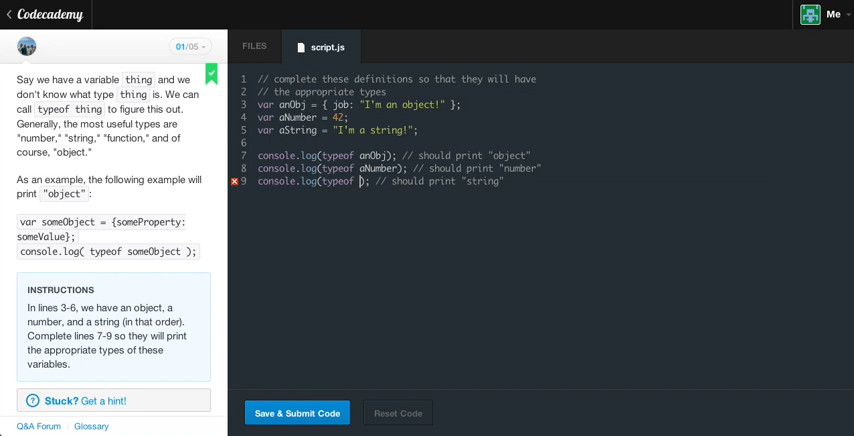 Codecademy
Me
01/05
FILES
script.js
Say we have a variable thing and we
don't know what type thing is. We can
call typeof thing to figure this out.
Generally, the most useful types are
"number," "string," "function," and of
course, "object."
As an example, the following example will
print "object":
var someObject = {someProperty:
someValue};
console.log( typeof someObject );
INSTRUCTIONS
In lines 3-6, we have an object, a
number, and a string (in that order).
Complete lines 7-9 so they will print
the appropriate types of these
variables.
? Stuck? Get a hint!
Q&A Forum
Glossary
1 // complete these definitions so that they will have
2 // the appropriate types
3 var anObj = { job: "I'm an object!" };
4 var aNumber = 42;
5 var aString = "I'm a string!";
6
7 console.log(typeof anObj); // should print "object"
8 console.log(typeof aNumber); // should print "number"
9 console.log(typeof ); // should print "string"
Save & Submit Code
Reset Code